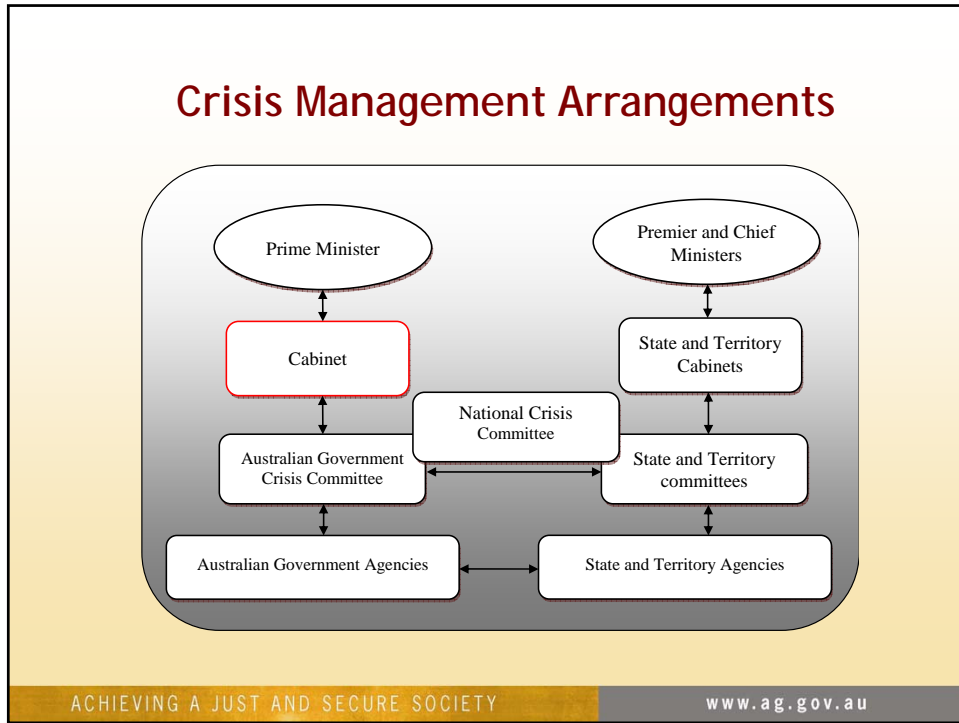 Crisis Management Arrangements
Prime Minister
Premier and Chief
Ministers
Cabinet
State and Territory
Cabinets
National Crisis
Committee
Australian Government
Crisis Committee
State and Territory
committees
Australian Government Agencies
State and Territory Agencies
ACHIEVING A JUST AND SECURE SOCIETY
www.ag.gov.au